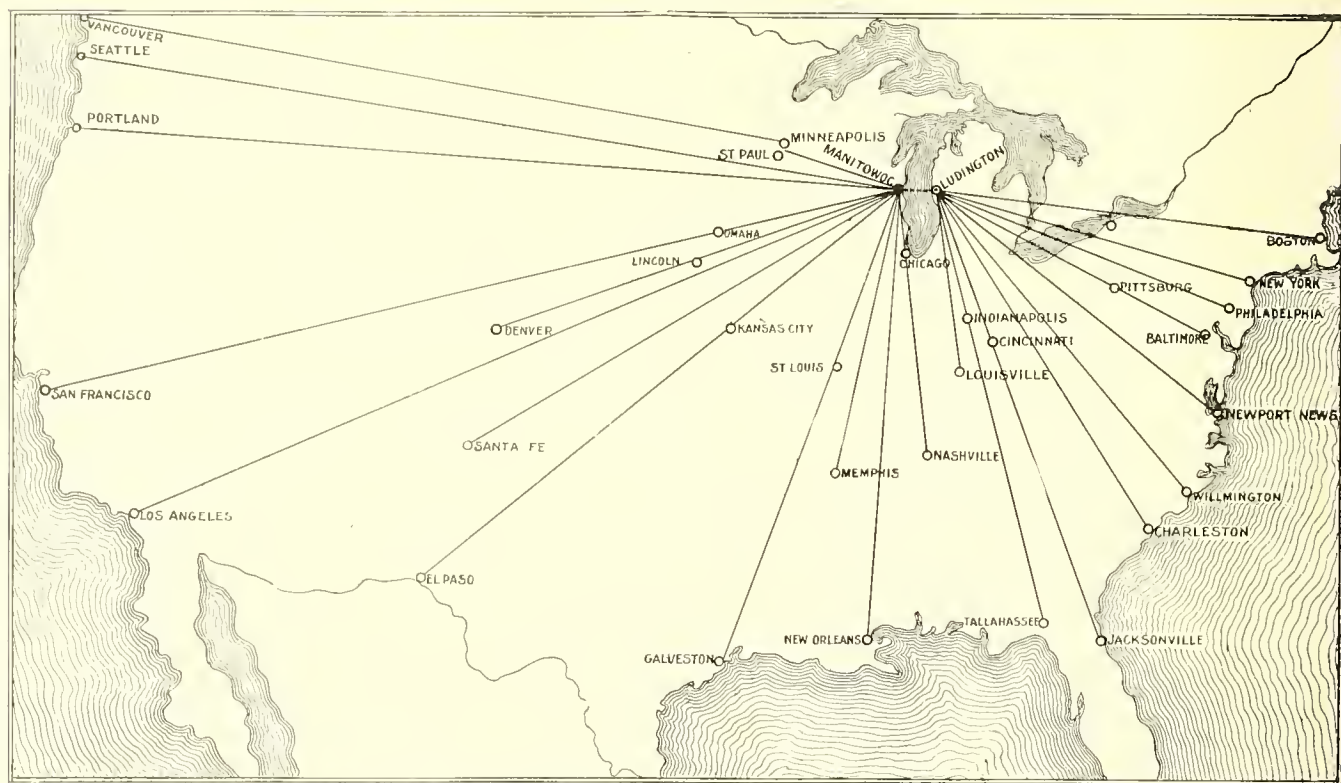 VANCOUVER
SEATTLE
PORTLAND
MINNEAPOLIS
ST PAUL
MANITOWOC
LUDINGTON
OMAHA
BOSTON
LINCOLN
CHICAGO
NEW YORK
PITTSBURG
PHILADELPHIA
INDIANAPOLIS
DENVER
KANSAS CITY
CINCINNATI
BALTIMORE
ST LOUIS
LOUISVILLE
SAN FRANCISCO
NEWPORT NEWS
SANTA FE
NASHVILLE
MEMPHIS
WILLMINGTON
LOS ANGELES
CHARLESTON
EL PASO
TALLAHASSEE
NEW ORLEANS
JACKSONVILLE
GALVESTON